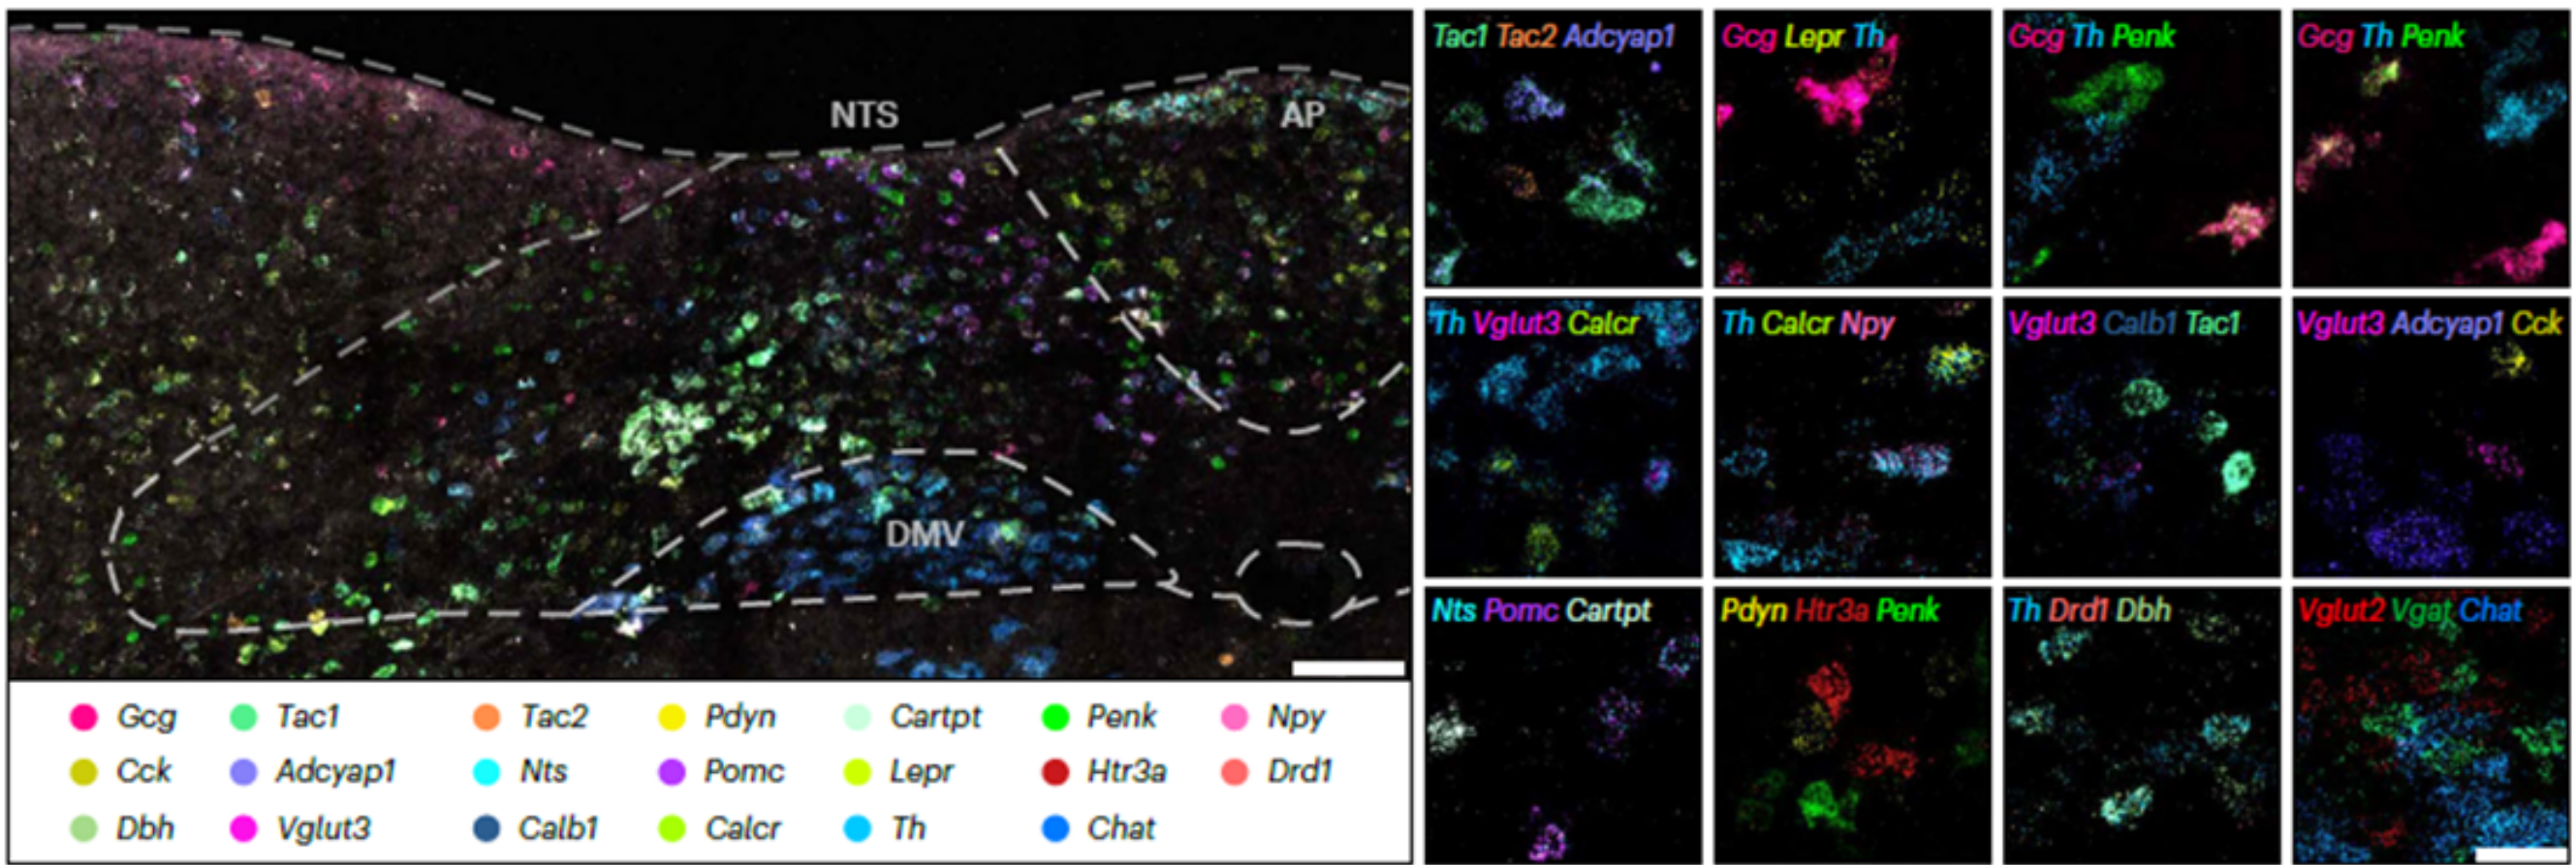 NTS
AP
DMV
Gcg Tac1 Tac2 Pdyn Cartpt Penk Npy
Cck Adcyap1 Nts Pomc Lepr Htr3a Drd1
Dbh Vglut3 Calb1 Calcr Th Chat
Tac1 Tac2 Adcyap1
Gcg Lepr Th
Gcg Th Penk
Gcg Th Penk
Th Vglut3 Calcr
Th Calcr Npy
Vglut3 Calb1 Tac1
Vglut3 Adcyap1 Cck
Nts Pomc Cartpt
Pdyn Htr3a Penk
Th Drd1 Dbh
Vglut2 Vgat Chat